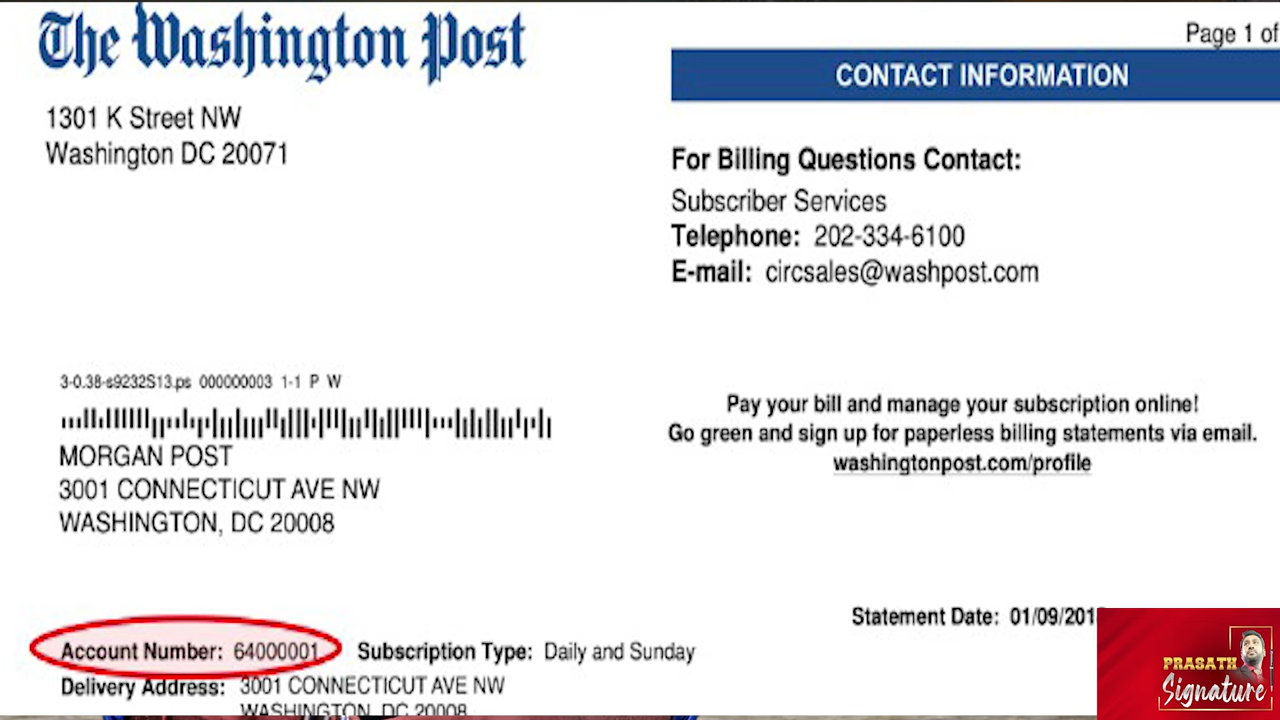 The Washington Post
1301 K Street NW
Washington DC 20071
Page 1 of
CONTACT INFORMATION
For Billing Questions Contact:
Subscriber Services
Telephone: 202-334-6100
E-mail: circsales@washpost.com
3-0.38-s9232S13.ps 000000003 1-1 P W
MORGAN POST
3001 CONNECTICUT AVE NW
WASHINGTON, DC 20008
Pay your bill and manage your subscription online!
Go green and sign up for paperless billing statements via email.
washingtonpost.com/profile
Statement Date: 01/09/201
Account Number: 64000001 Subscription Type: Daily and Sunday
Delivery Address: 3001 CONNECTICUT AVE NW
WASHINGTON, DC 20008
PRASATH
Signature